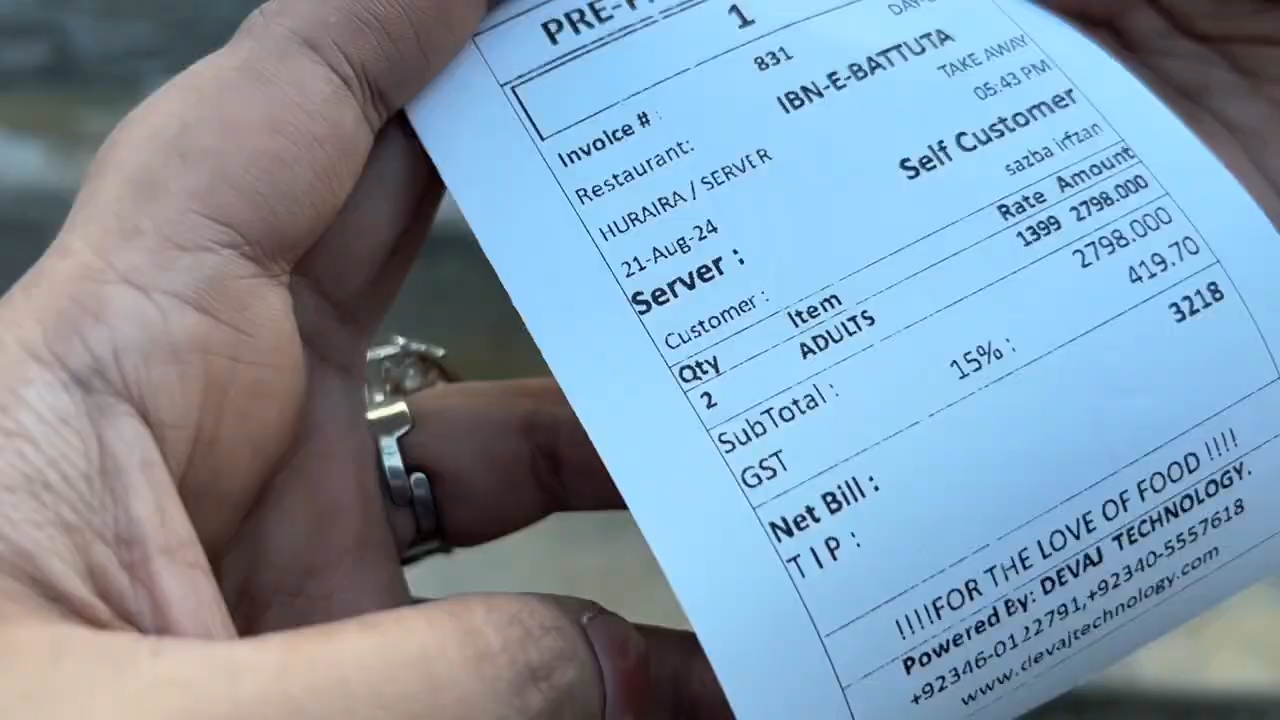 1
831
Invoice # :
Restaurant: IBN-E-BATTUTA
HURAIRA / SERVER TAKE AWAY
21-Aug-24 05:43 PM
Server : Self Customer
Customer : sazba irfzan
Qty Item Rate Amount
2 ADULTS 1399 2798.000
SubTotal : 2798.000
GST 15% : 419.70
Net Bill : 3218
T I P :
!!!!FOR THE LOVE OF FOOD !!!!
Powered By: DEVAJ TECHNOLOGY.
+92346-0122791,+92340-5557618
www.devajtechnology.com